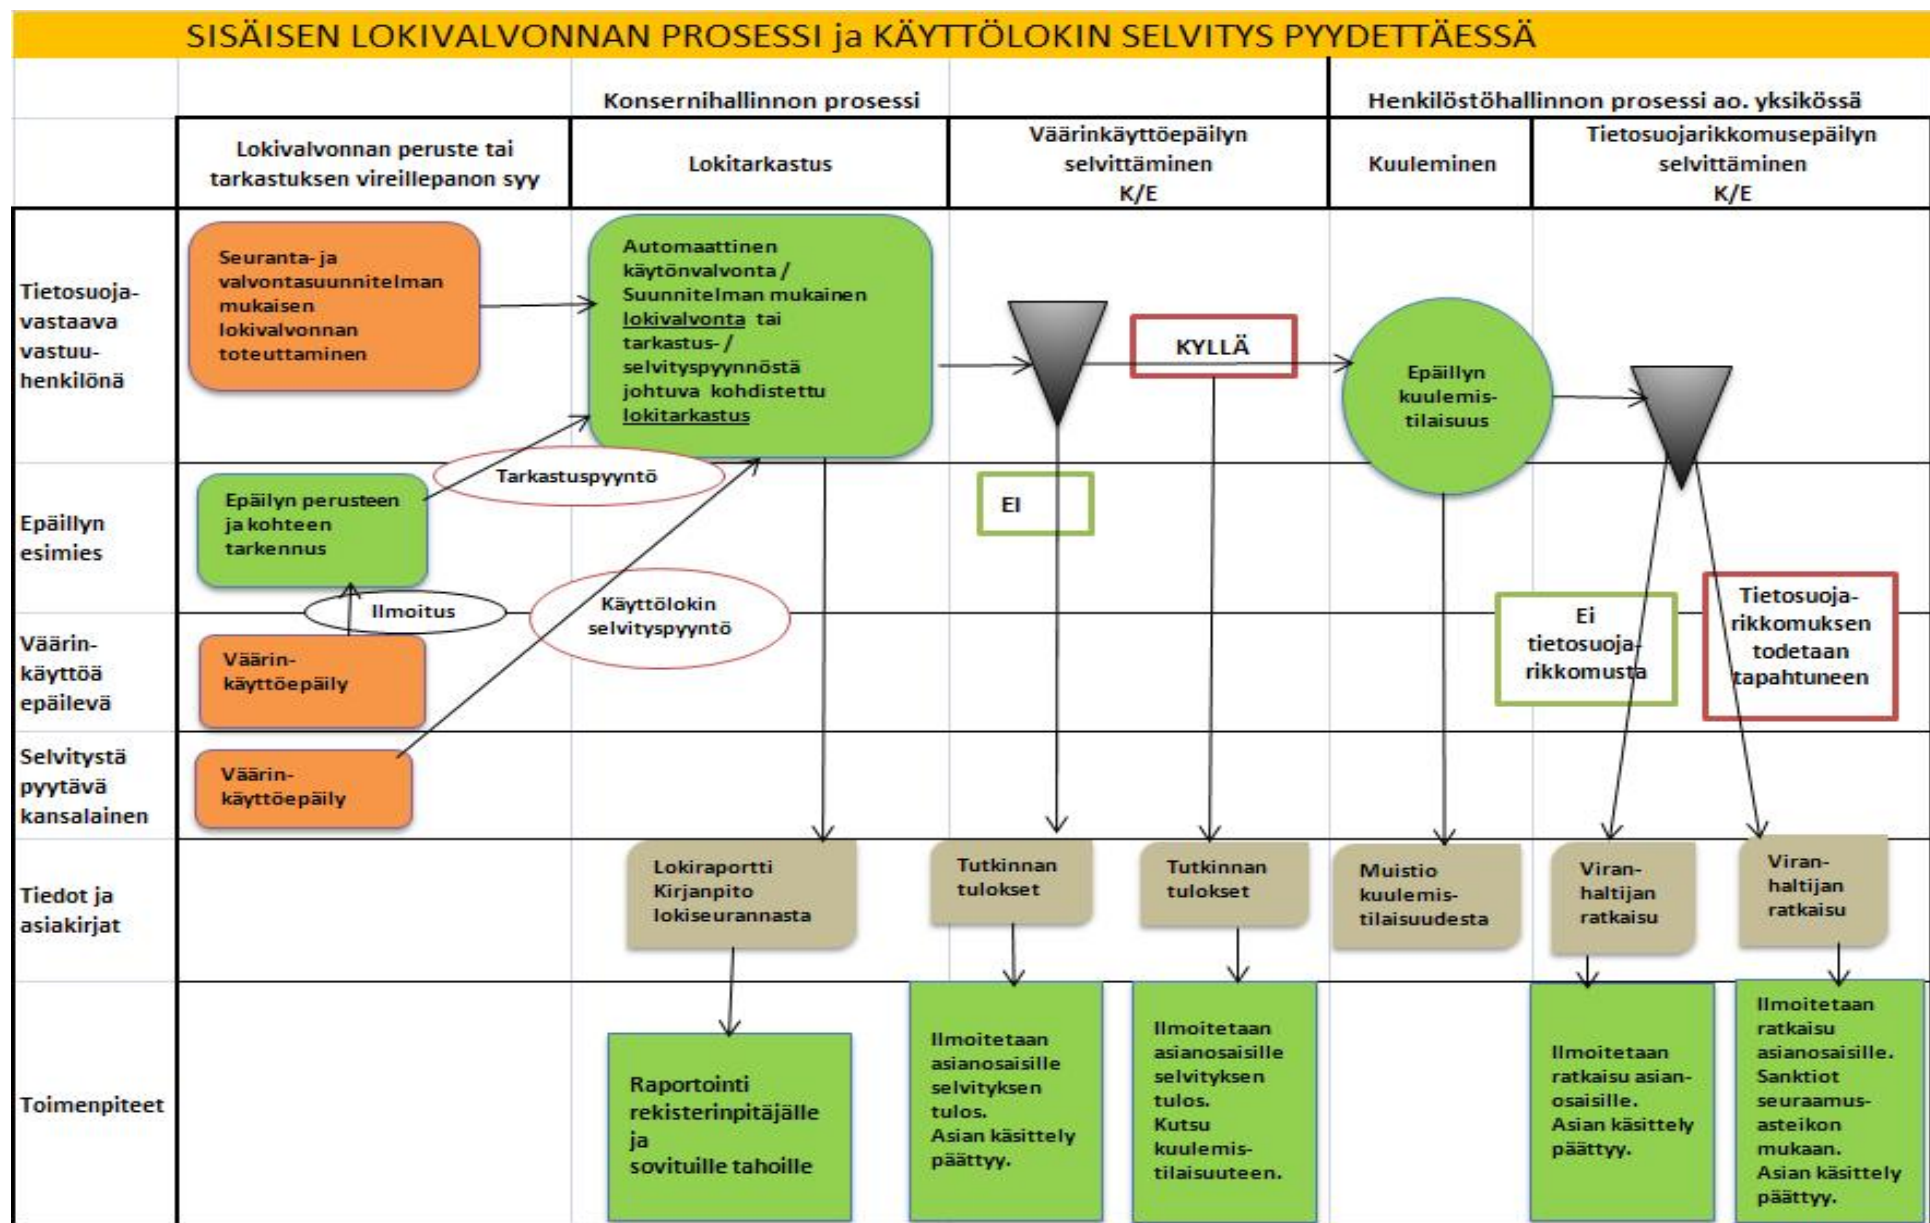 SISÄISEN LOKIVALVONNAN PROSESSI ja KÄYTTÖLOKIN SELVITYS PYYDETTÄESSÄ
Konsernihallinnon prosessi
Henkilöstöhallinnon prosessi ao. yksikössä
Lokivalvonnan peruste tai
tarkastuksen vireillepanon syy
Lokitarkastus
Väärinkäyttöepäilyn
selvittäminen
K/E
Kuuleminen
Tietosuojarikkomusepäilyn
selvittäminen
K/E
Tietosuoja-
vastaava
vastuu-
henkilönä
Seuranta- ja
valvontasuunnitelman
mukaisen
lokivalvonnan
toteuttaminen
Automaattinen
käytönvalvonta /
Suunnitelman mukainen
lokivalvonta tai
tarkastus- /
selvityspyynnöstä
johtuva kohdistettu
lokitarkastus
KYLLÄ
Epäillyn
kuulemis-
tilaisuus
Tarkastuspyyntö
Epäillyn
esimies
Epäilyn perusteen
ja kohteen
tarkennus
EI
Ilmoitus
Käyttölokin
selvityspyyntö
Ei
tietosuoja-
rikkomusta
Tietosuoja-
rikkomuksen
todetaan
tapahtuneen
Väärin-
käyttöä
epäilevä
Väärin-
käyttöepäily
Selvitystä
pyytävä
kansalainen
Väärin-
käyttöepäily
Tiedot ja
asiakirjat
Lokiraportti
Kirjanpito
lokiseurannasta
Tutkinnan
tulokset
Tutkinnan
tulokset
Muistio
kuulemis-
tilaisuudesta
Viran-
haltijan
ratkaisu
Viran-
haltijan
ratkaisu
Toimenpiteet
Raportointi
rekisterinpitäjälle
ja
sovituille tahoille
Ilmoitetaan
asianosaisille
selvityksen
tulos.
Asian käsittely
päättyy.
Ilmoitetaan
asianosaisille
selvityksen
tulos.
Kutsu
kuulemis-
tilaisuuteen.
Ilmoitetaan
ratkaisu asian-
osaisille.
Asian käsittely
päättyy.
Ilmoitetaan
ratkaisu
asianosaisille.
Sanktiot
seuraamus-
asteikon
mukaan.
Asian käsittely
päättyy.